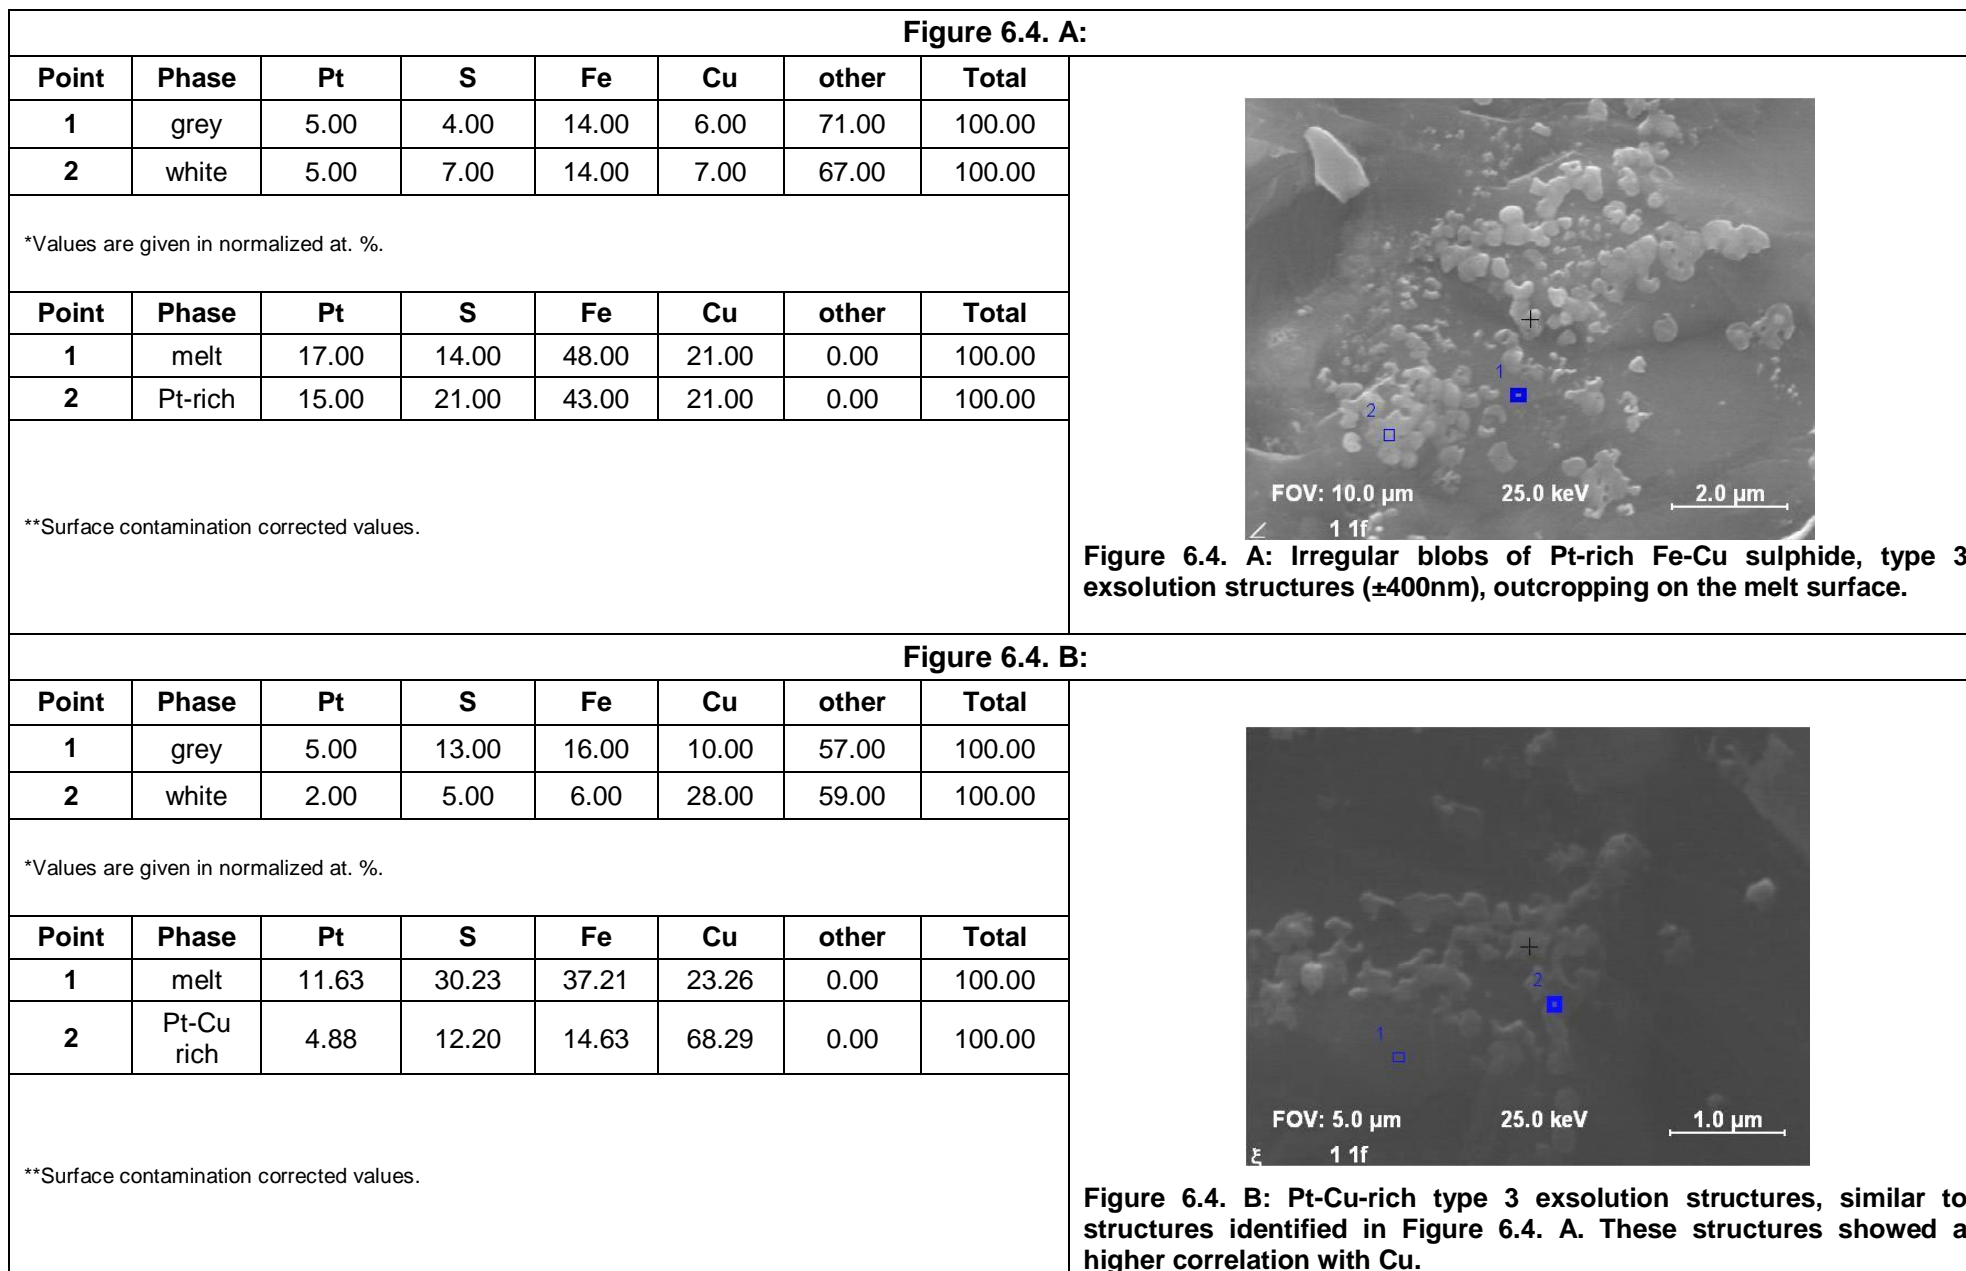 Figure 6.4. A:
Point Phase Pt S Fe Cu other Total
1 grey 5.00 4.00 14.00 6.00 71.00 100.00
2 white 5.00 7.00 14.00 7.00 67.00 100.00
*Values are given in normalized at. %.
Point Phase Pt S Fe Cu other Total
1 melt 17.00 14.00 48.00 21.00 0.00 100.00
2 Pt-rich 15.00 21.00 43.00 21.00 0.00 100.00
**Surface contamination corrected values.
1
2
FOV: 10.0 µm 25.0 keV 2.0 µm
∠ 1 1f
Figure 6.4. A: Irregular blobs of Pt-rich Fe-Cu sulphide, type 3
exsolution structures (±400nm), outcropping on the melt surface.
Figure 6.4. B:
Point Phase Pt S Fe Cu other Total
1 grey 5.00 13.00 16.00 10.00 57.00 100.00
2 white 2.00 5.00 6.00 28.00 59.00 100.00
*Values are given in normalized at. %.
Point Phase Pt S Fe Cu other Total
1 melt 11.63 30.23 37.21 23.26 0.00 100.00
2 Pt-Cu rich 4.88 12.20 14.63 68.29 0.00 100.00
**Surface contamination corrected values.
2
1
FOV: 5.0 µm 25.0 keV 1.0 µm
ξ 1 1f
Figure 6.4. B: Pt-Cu-rich type 3 exsolution structures, similar to
structures identified in Figure 6.4. A. These structures showed a
higher correlation with Cu.